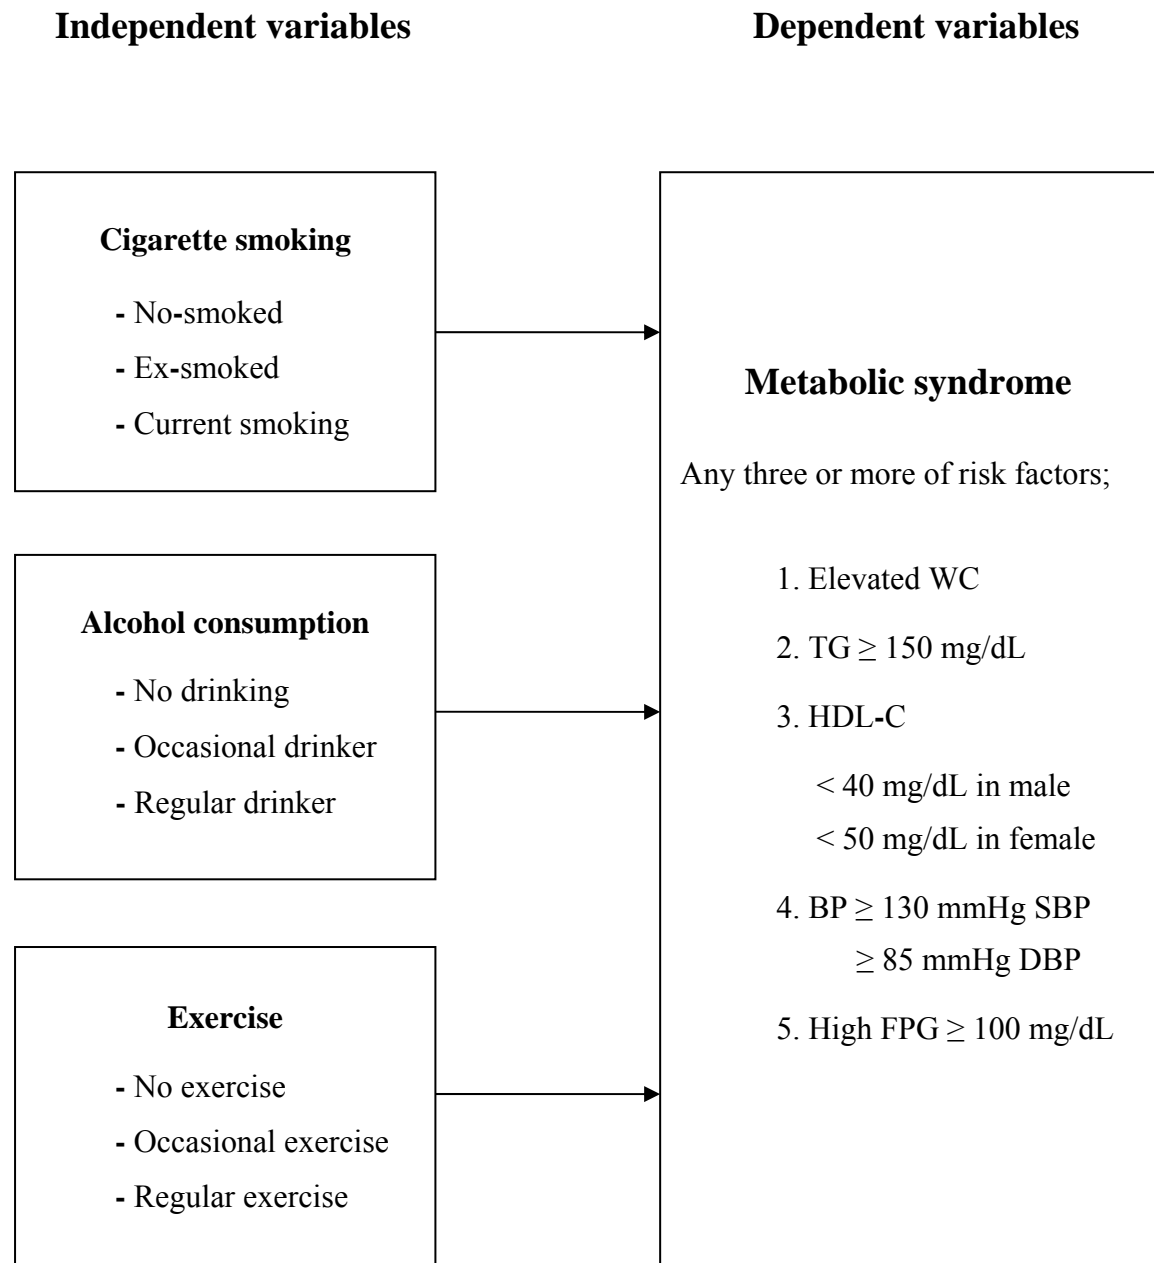 Independent variables
Dependent variables
Cigarette smoking
- No-smoked
- Ex-smoked
- Current smoking
Alcohol consumption
- No drinking
- Occasional drinker
- Regular drinker
Exercise
- No exercise
- Occasional exercise
- Regular exercise
Metabolic syndrome
Any three or more of risk factors;
1. Elevated WC
2. TG ≥ 150 mg/dL
3. HDL-C
< 40 mg/dL in male
< 50 mg/dL in female
4. BP ≥ 130 mmHg SBP
≥ 85 mmHg DBP
5. High FPG ≥ 100 mg/dL